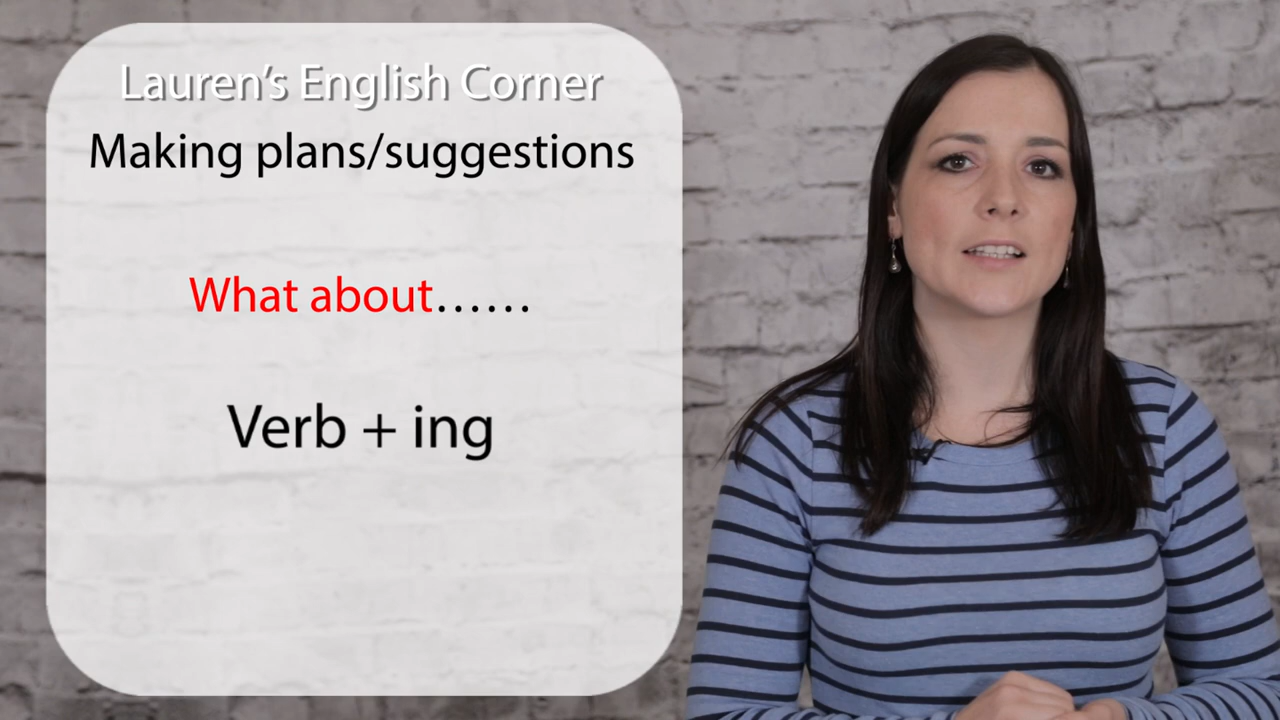 Lauren's English Corner
Making plans/suggestions
What about......
Verb + ing